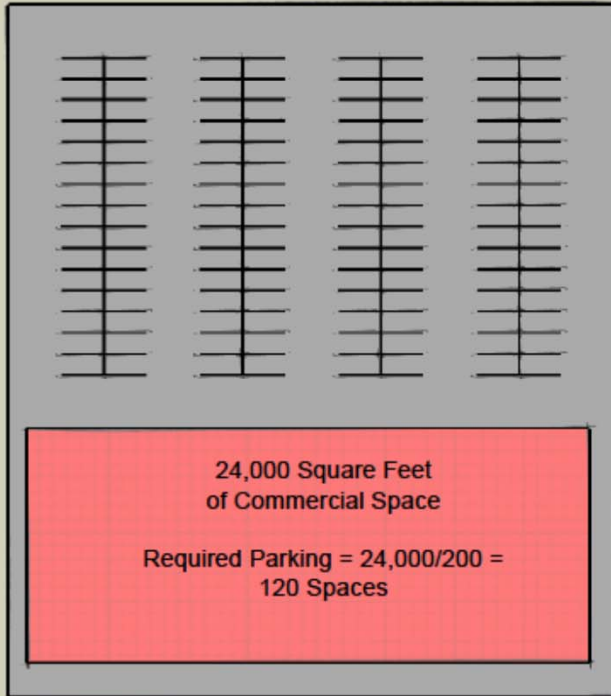 24,000 Square Feet
of Commercial Space
Required Parking = 24,000/200 =
120 Spaces